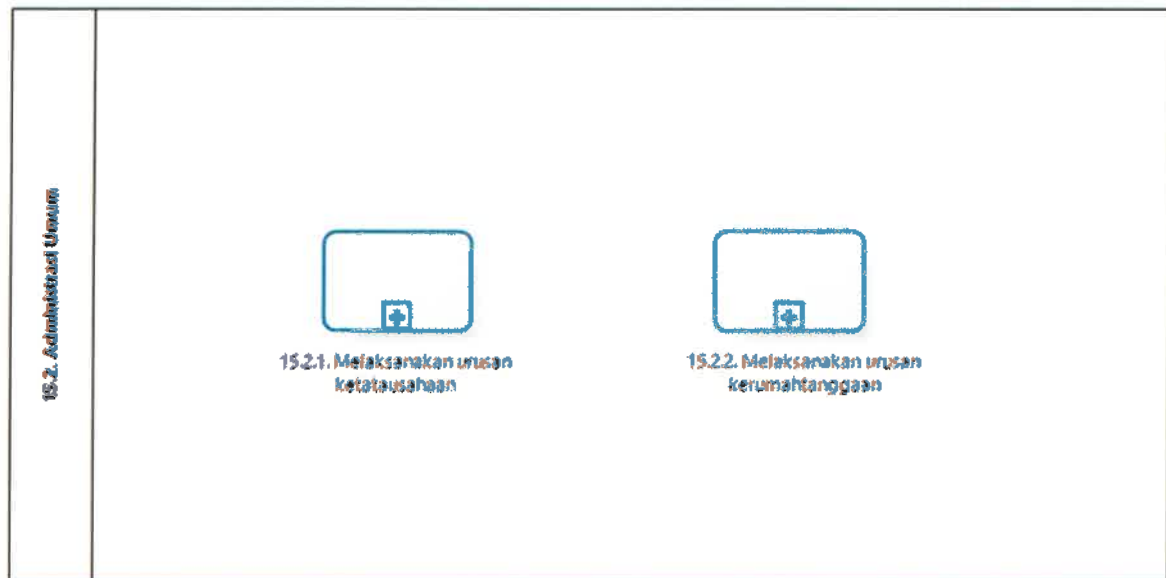 15.2. Administrasi Umum
15.2.1. Melaksanakan urusan
ketatausahaan
15.2.2. Melaksanakan urusan
kerumahtanggaan